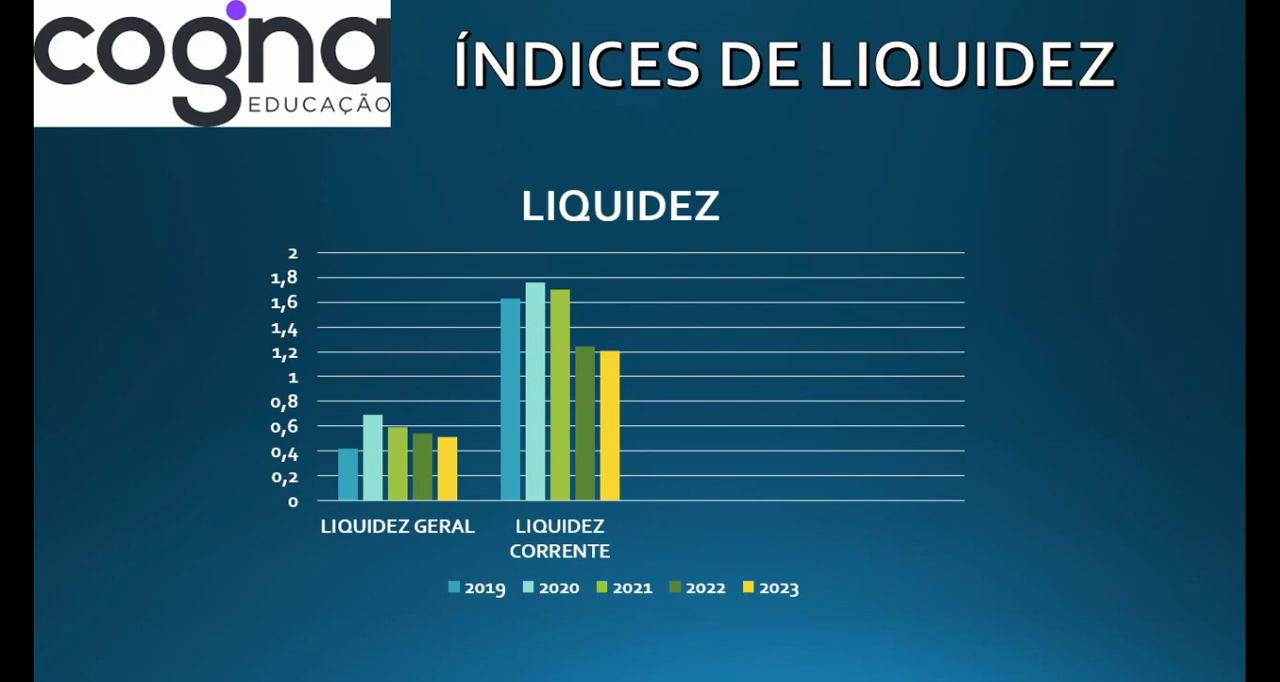 cogna
EDUCAÇÃO
ÍNDICES DE LIQUIDEZ
LIQUIDEZ
2
1,8
1,6
1,4
1,2
1
0,8
0,6
0,4
0,2
0
LIQUIDEZ GERAL
LIQUIDEZ
CORRENTE
2019 2020 2021 2022 2023